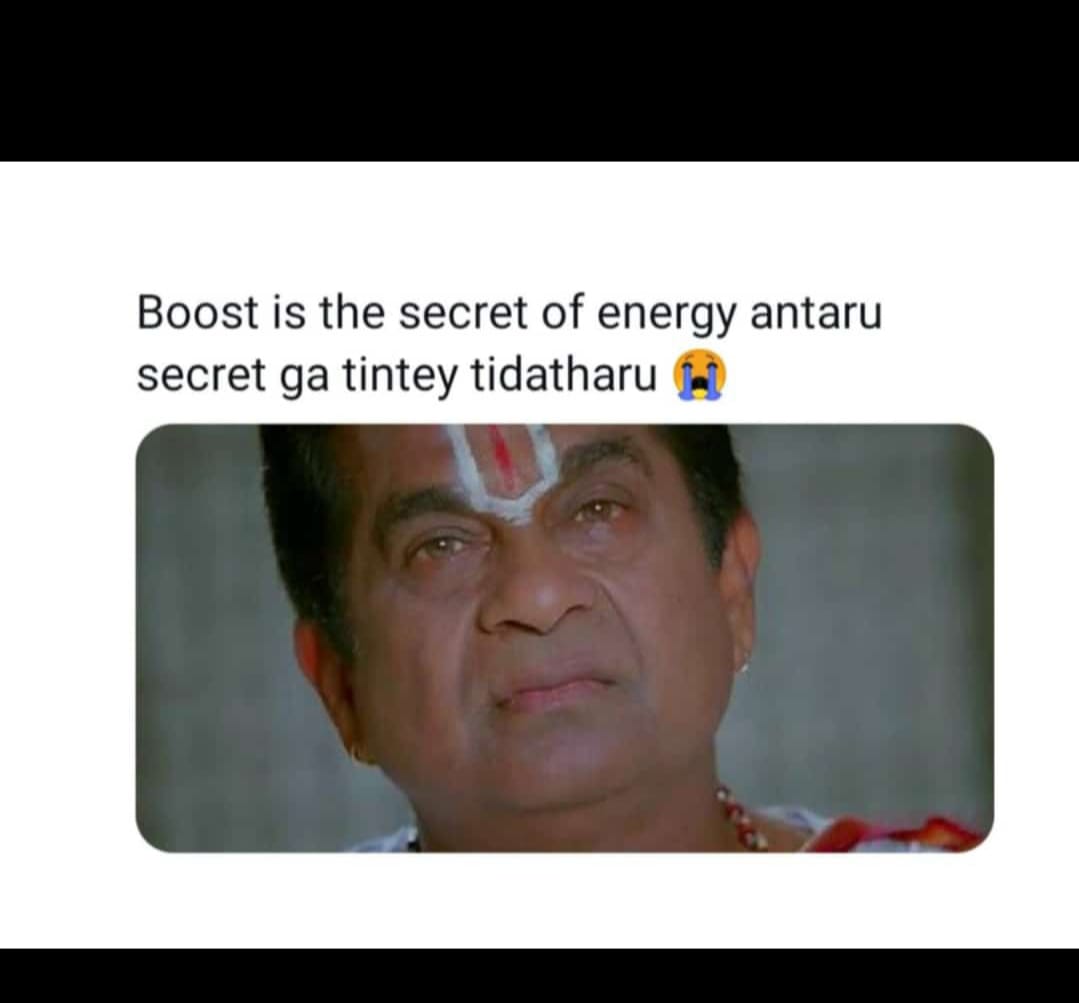 Boost is the secret of energy antaru
secret ga tintey tidatharu 😭